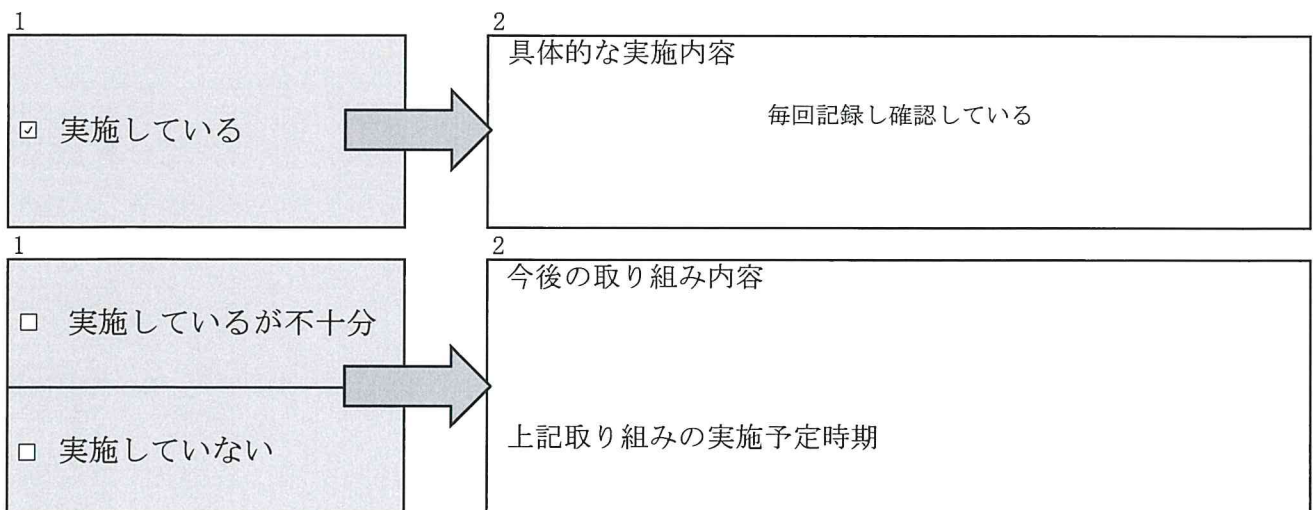 1
2
☑ 実施している
具体的な実施内容
毎回記録し確認している
1
2
□ 実施しているが不十分
□ 実施していない
今後の取り組み内容
上記取り組みの実施予定時期